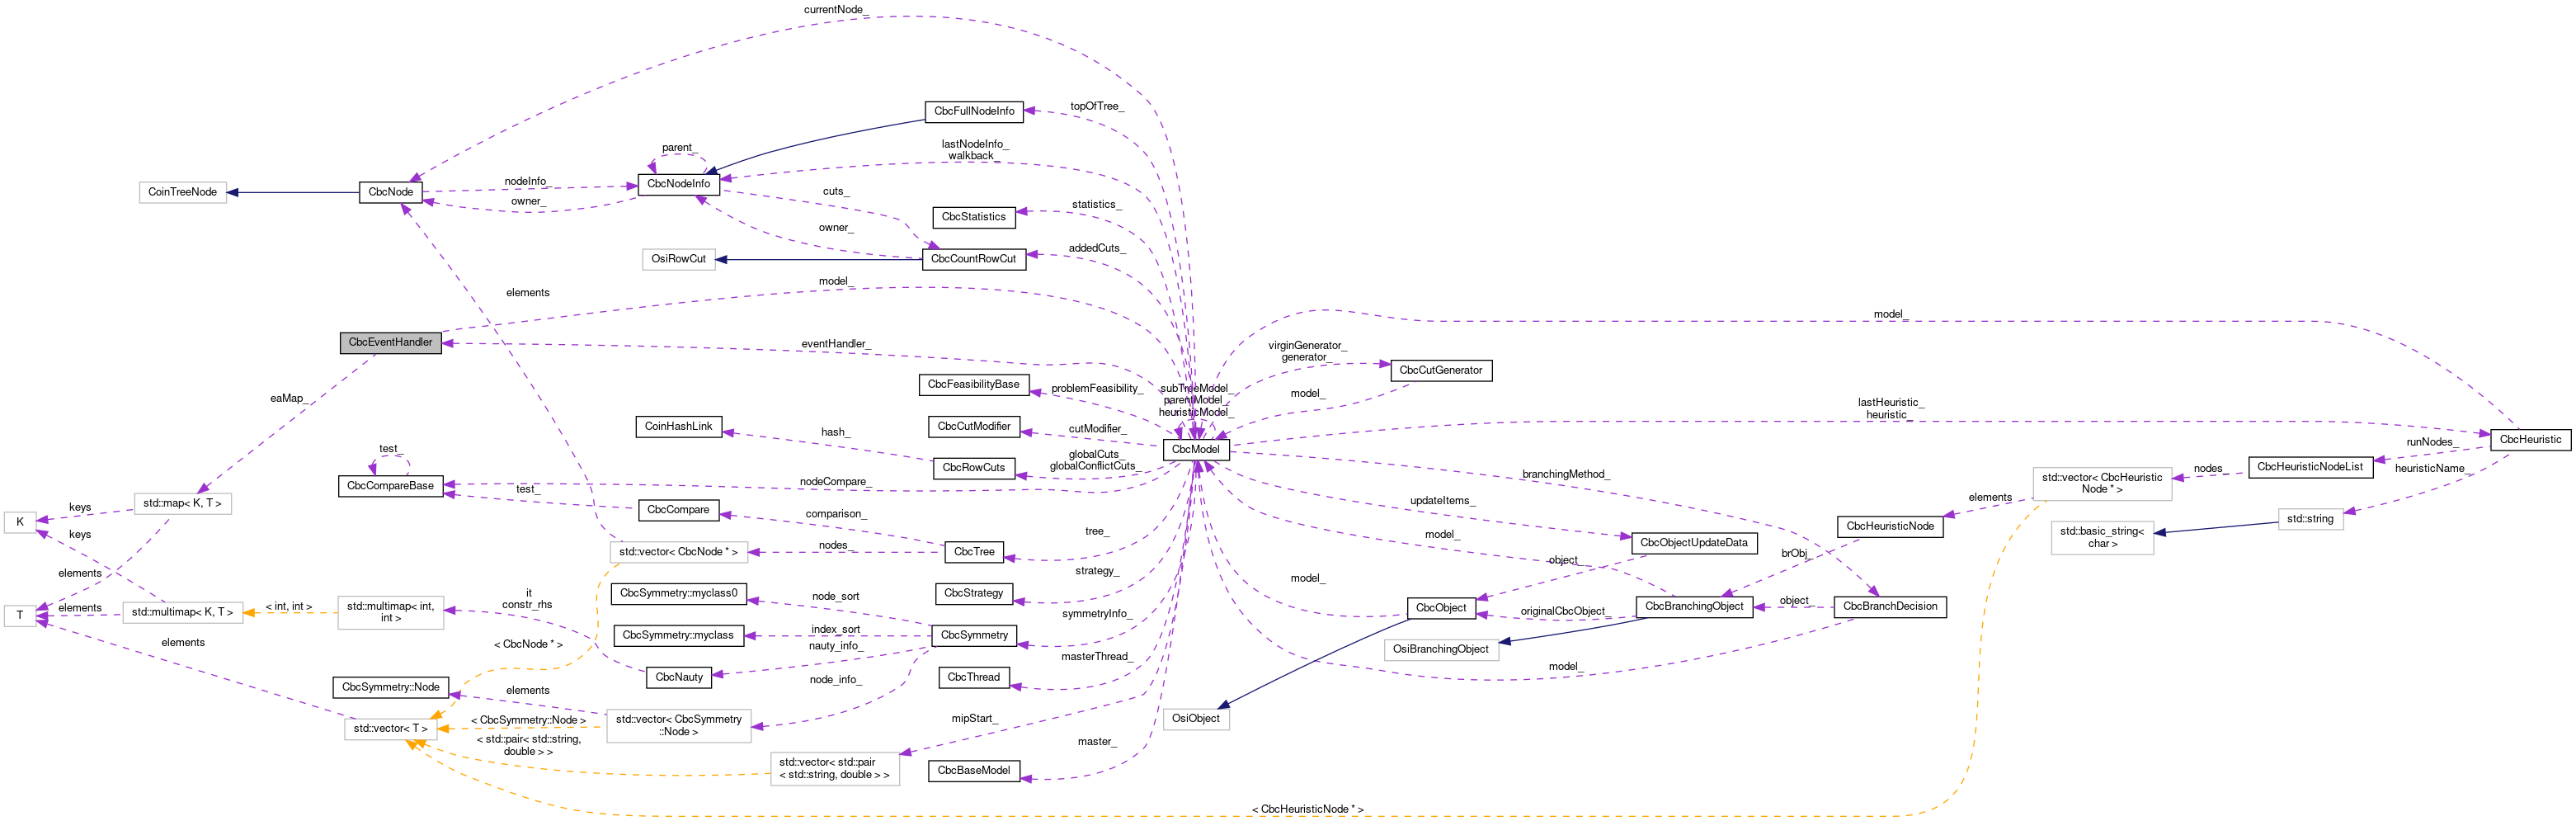 currentNode_
CbcFullNodeInfo
topOfTree_
parent_
lastNodeInfo_
walkback_
CoinTreeNode
CbcNode
nodeInfo_
owner_
CbcNodeInfo
cuts_
owner_
CbcStatistics
statistics_
OsiRowCut
CbcCountRowCut
addedCuts_
elements
model_
CbcEventHandler
eventHandler_
model_
virginGenerator_
generator_
CbcCutGenerator
model_
CbcFeasibilityBase
problemFeasibility_
subTreeModel_
parentModel_
heuristicModel_
eaMap_
CoinHashLink
hash_
CbcCutModifier
cutModifier_
CbcModel
lastHeuristic_
heuristic_
CbcHeuristic
test_
CbcCompareBase
CbcRowCuts
globalCuts_
globalConflictCuts_
nodeCompare_
branchingMethod_
runNodes_
heuristicName_
CbcHeuristicNodeList
nodes_
std::vector< CbcHeuristic
Node * >
elements
std::map< K, T >
keys
K
keys
test_
CbcCompare
comparison_
updateItems_
CbcHeuristicNode
std::string
std::basic_string<
char >
std::vector< CbcNode * >
nodes_
CbcTree
tree_
model_
CbcObjectUpdateData
object_
brObj_
elements
CbcSymmetry::myclass0
node_sort
CbcStrategy
strategy_
model_
T
elements
std::multimap< K, T >
< int, int >
std::multimap< int,
int >
it
constr_rhs
CbcSymmetry::myclass
index_sort
CbcSymmetry
symmetryInfo_
CbcObject
originalCbcObject_
CbcBranchingObject
object_
CbcBranchDecision
elements
< CbcNode * >
nauty_info_
CbcNauty
node_info_
CbcThread
masterThread_
OsiBranchingObject
model_
CbcSymmetry::Node
elements
std::vector< T >
< CbcSymmetry::Node >
std::vector< CbcSymmetry
::Node >
mipStart_
OsiObject
< std::pair< std::string,
double > >
std::vector< std::pair
< std::string, double > >
CbcBaseModel
master_
< CbcHeuristicNode * >